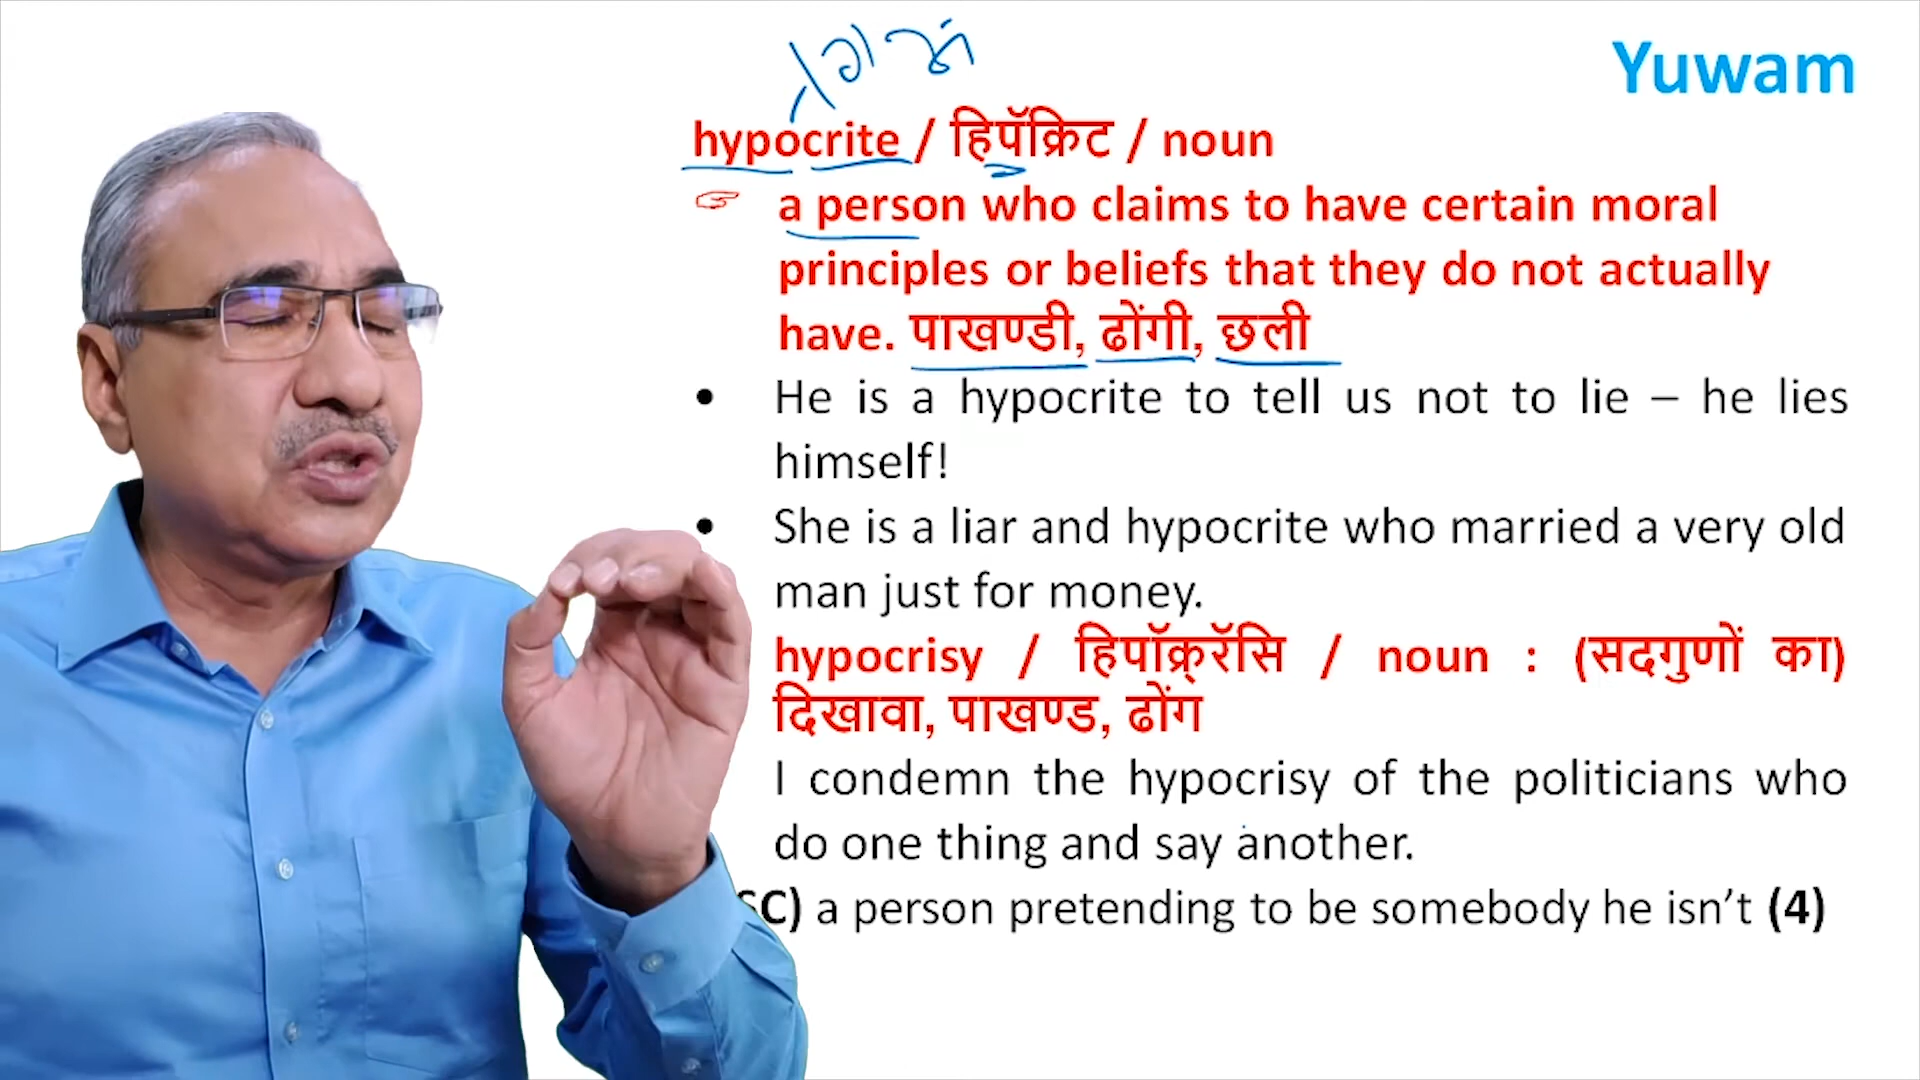 Yuwam
hypocrite / हिपॅक्रिट / noun
☞ a person who claims to have certain moral
principles or beliefs that they do not actually
have. पाखण्डी, ढोंगी, छली
• He is a hypocrite to tell us not to lie – he lies
himself!
• She is a liar and hypocrite who married a very old
man just for money.
hypocrisy / हिपॉक्र्रॅसि / noun : (सदगुणों का)
दिखावा, पाखण्ड, ढोंग
I condemn the hypocrisy of the politicians who
do one thing and say another.
SC) a person pretending to be somebody he isn’t (4)